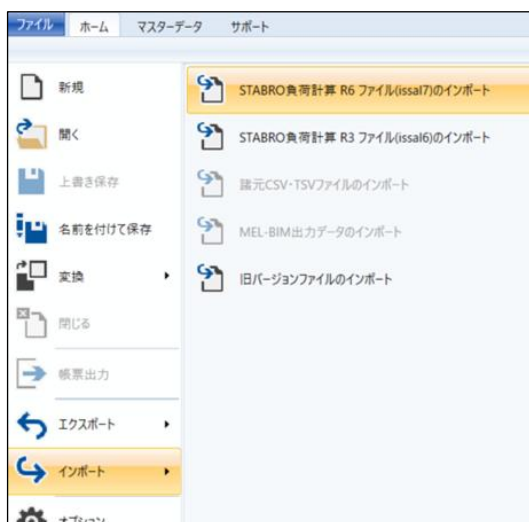 ファイル ホーム マスターデータ サポート
新規
開く
上書き保存
名前を付けて保存
変換
閉じる
帳票出力
エクスポート
インポート
オプション
STABRO負荷計算 R6 ファイル(issal7)のインポート
STABRO負荷計算 R3 ファイル(issal6)のインポート
諸元CSV・TSVファイルのインポート
MEL-BIM出力データのインポート
旧バージョンファイルのインポート